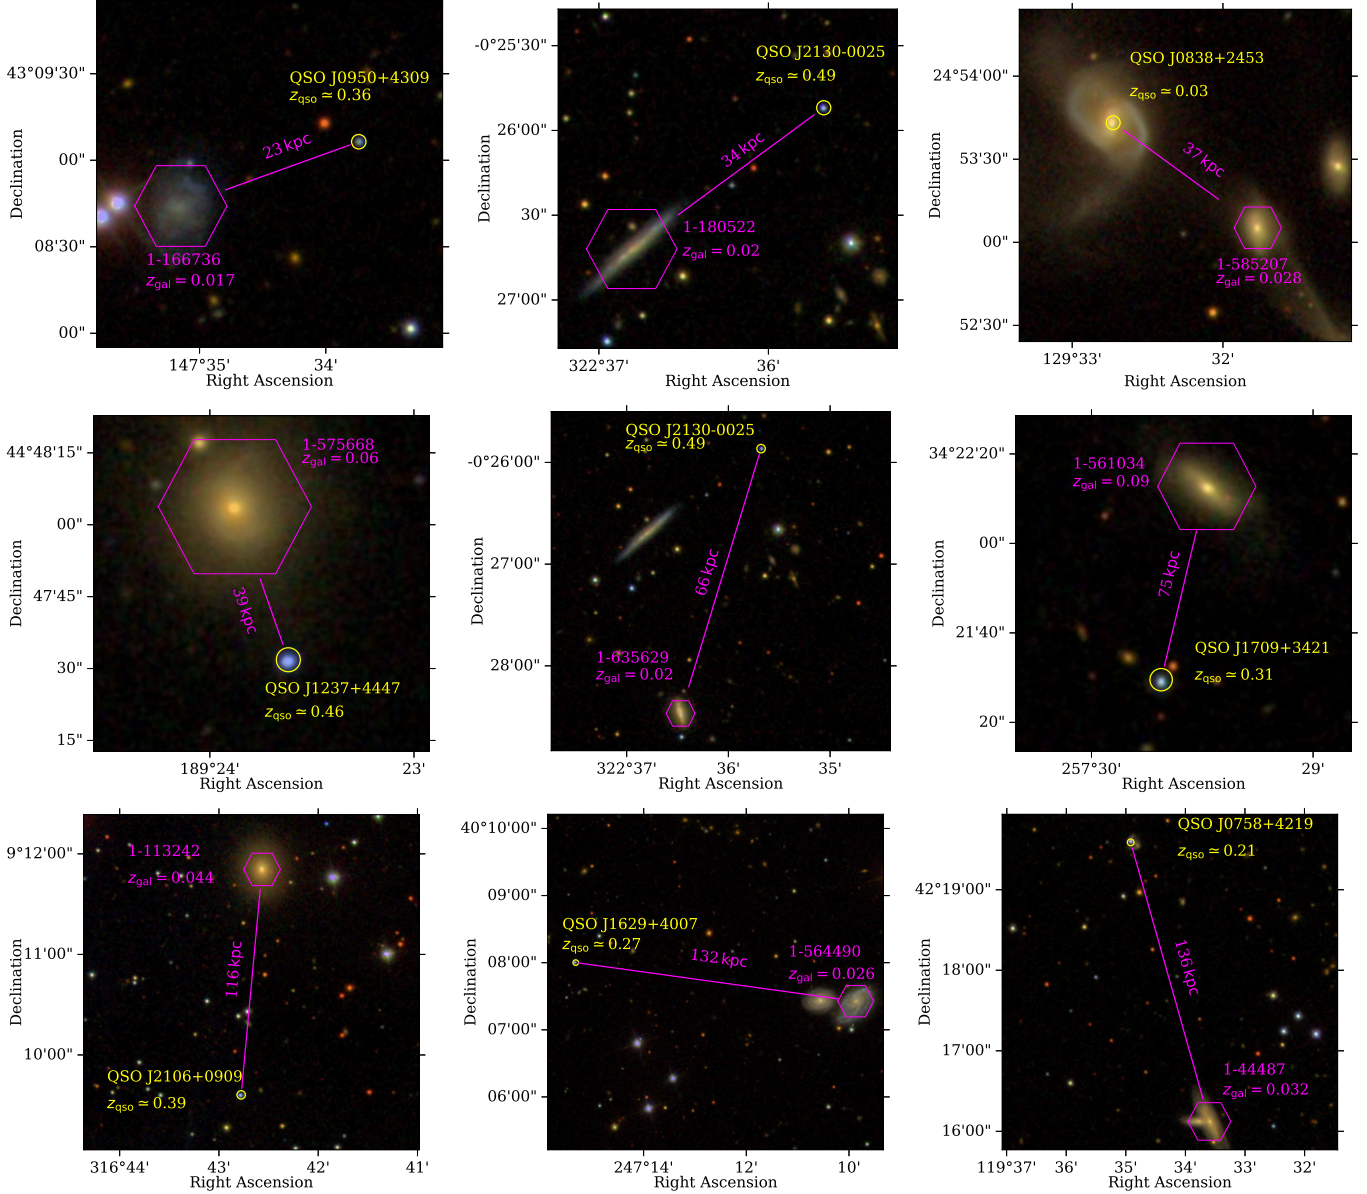 43°09'30"
00"
08'30"
00"
Declination
QSO J0950+4309
z_qso ≃ 0.36
23 kpc
1-166736
z_gal = 0.017
147°35'
34'
Right Ascension
-0°25'30"
26'00"
30"
27'00"
Declination
QSO J2130-0025
z_qso ≃ 0.49
34 kpc
1-180522
z_gal = 0.02
322°37'
36'
Right Ascension
24°54'00"
53'30"
00"
52'30"
Declination
QSO J0838+2453
z_qso ≃ 0.03
37 kpc
1-585207
z_gal = 0.028
129°33'
32'
Right Ascension
44°48'15"
00"
47'45"
30"
15"
Declination
1-575668
z_gal = 0.06
39 kpc
QSO J1237+4447
z_qso ≃ 0.46
189°24'
23'
Right Ascension
-0°26'00"
27'00"
28'00"
Declination
QSO J2130-0025
z_qso ≃ 0.49
66 kpc
1-635629
z_gal = 0.02
322°37'
36'
35'
Right Ascension
34°22'20"
00"
21'40"
20"
Declination
1-561034
z_gal = 0.09
75 kpc
QSO J1709+3421
z_qso ≃ 0.31
257°30'
29'
Right Ascension
9°12'00"
11'00"
10'00"
Declination
1-113242
z_gal = 0.044
116 kpc
QSO J2106+0909
z_qso ≃ 0.39
316°44'
43'
42'
41'
Right Ascension
40°10'00"
09'00"
08'00"
07'00"
06'00"
Declination
QSO J1629+4007
z_qso ≃ 0.27
132 kpc
1-564490
z_gal = 0.026
247°14'
12'
10'
Right Ascension
42°19'00"
18'00"
17'00"
16'00"
Declination
QSO J0758+4219
z_qso ≃ 0.21
136 kpc
1-44487
z_gal = 0.032
119°37'
36'
35'
34'
33'
32'
Right Ascension